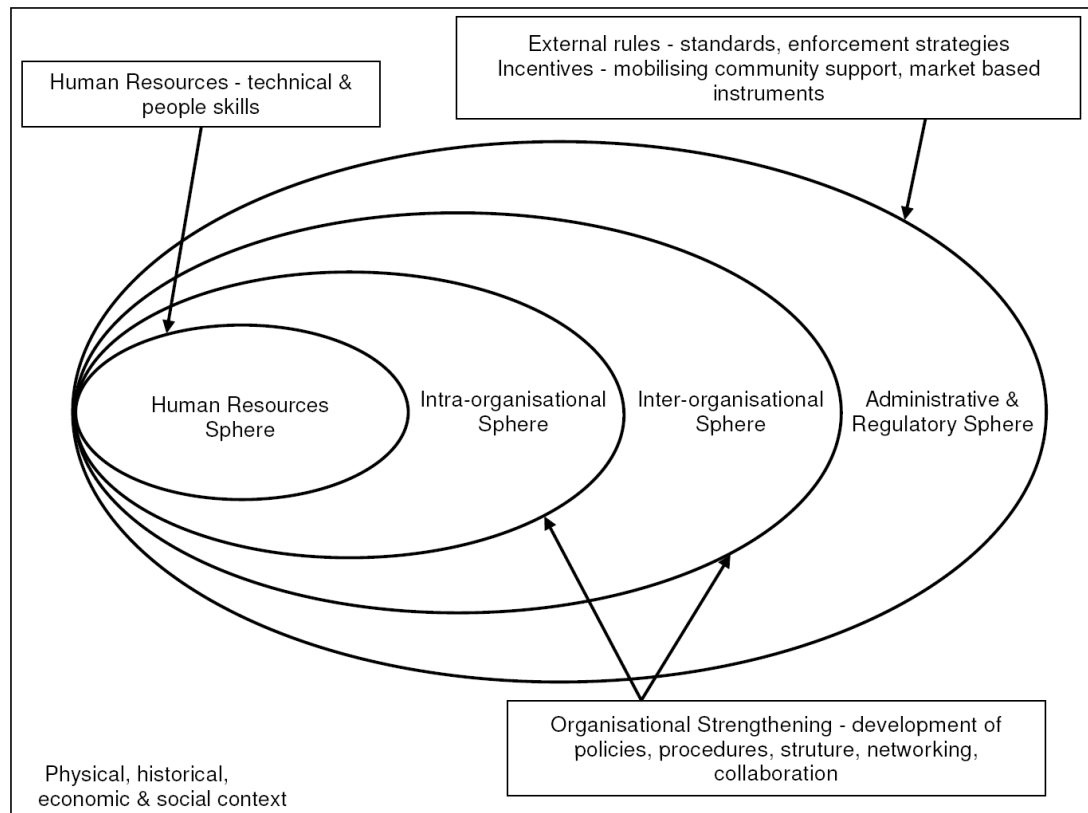 External rules - standards, enforcement strategies
Incentives - mobilising community support, market based
instruments
Human Resources - technical &
people skills
Human Resources
Sphere
Intra-organisational
Sphere
Inter-organisational
Sphere
Administrative &
Regulatory Sphere
Organisational Strengthening - development of
policies, procedures, struture, networking,
collaboration
Physical, historical,
economic & social context